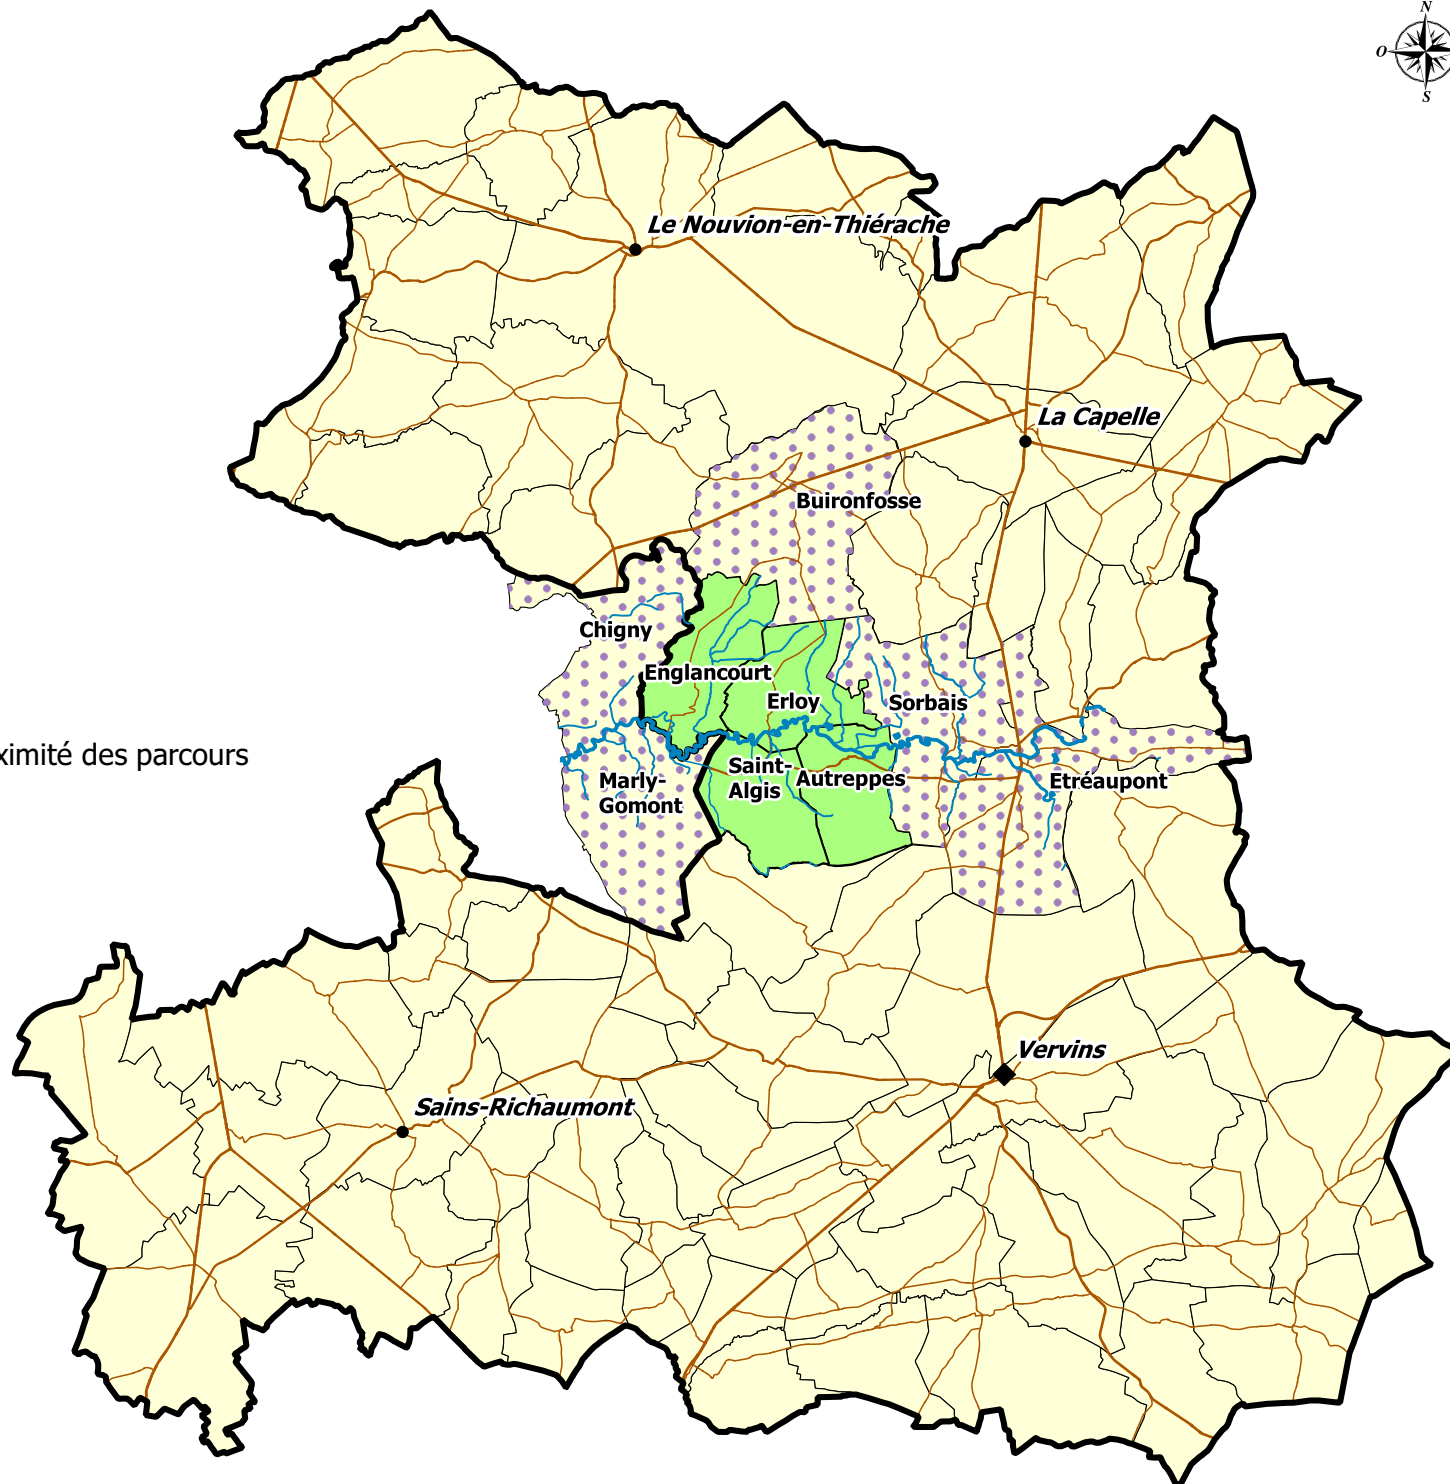 N
O
S
Le Nouvion-en-Thiérache
La Capelle
Buironfosse
Chigny
Englancourt
Erloy
Sorbais
ximité des parcours
Saint-
Algis
Autreppes
Etréaupont
Marly-
Gomont
Vervins
Sains-Richaumont